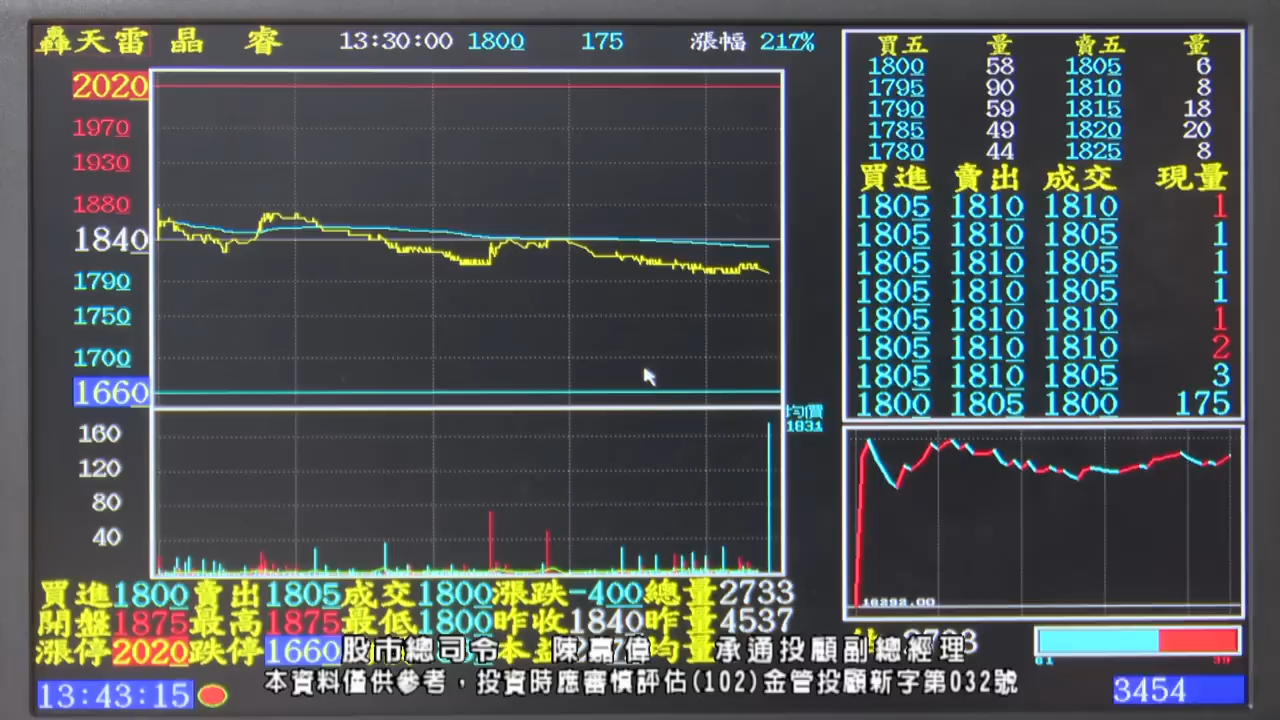 轟天雷 晶 睿 13:30:00 1800 175 漲幅 217%
2020
1970
1930
1880
1840
1790
1750
1700
1660
160
120
80
40
均價
1831
買五 量 賣五 量
1800 58 1805 6
1795 90 1810 8
1790 59 1815 18
1785 49 1820 20
1780 44 1825 8
買進 賣出 成交 現量
1805 1810 1810 1
1805 1810 1805 1
1805 1810 1805 1
1805 1810 1805 1
1805 1810 1810 1
1805 1810 1810 2
1805 1810 1805 3
1800 1805 1800 175
16292.00
買進1800賣出1805成交1800漲跌-400總量2733
開盤1875最高1875最低1800昨收1840昨量4537
漲停2020跌停1660
股市總司令 陳嘉偉 承通投顧副總經理
61 39
本資料僅供參考，投資時應審慎評估(102)金管投顧新字第032號
13:43:15
3454